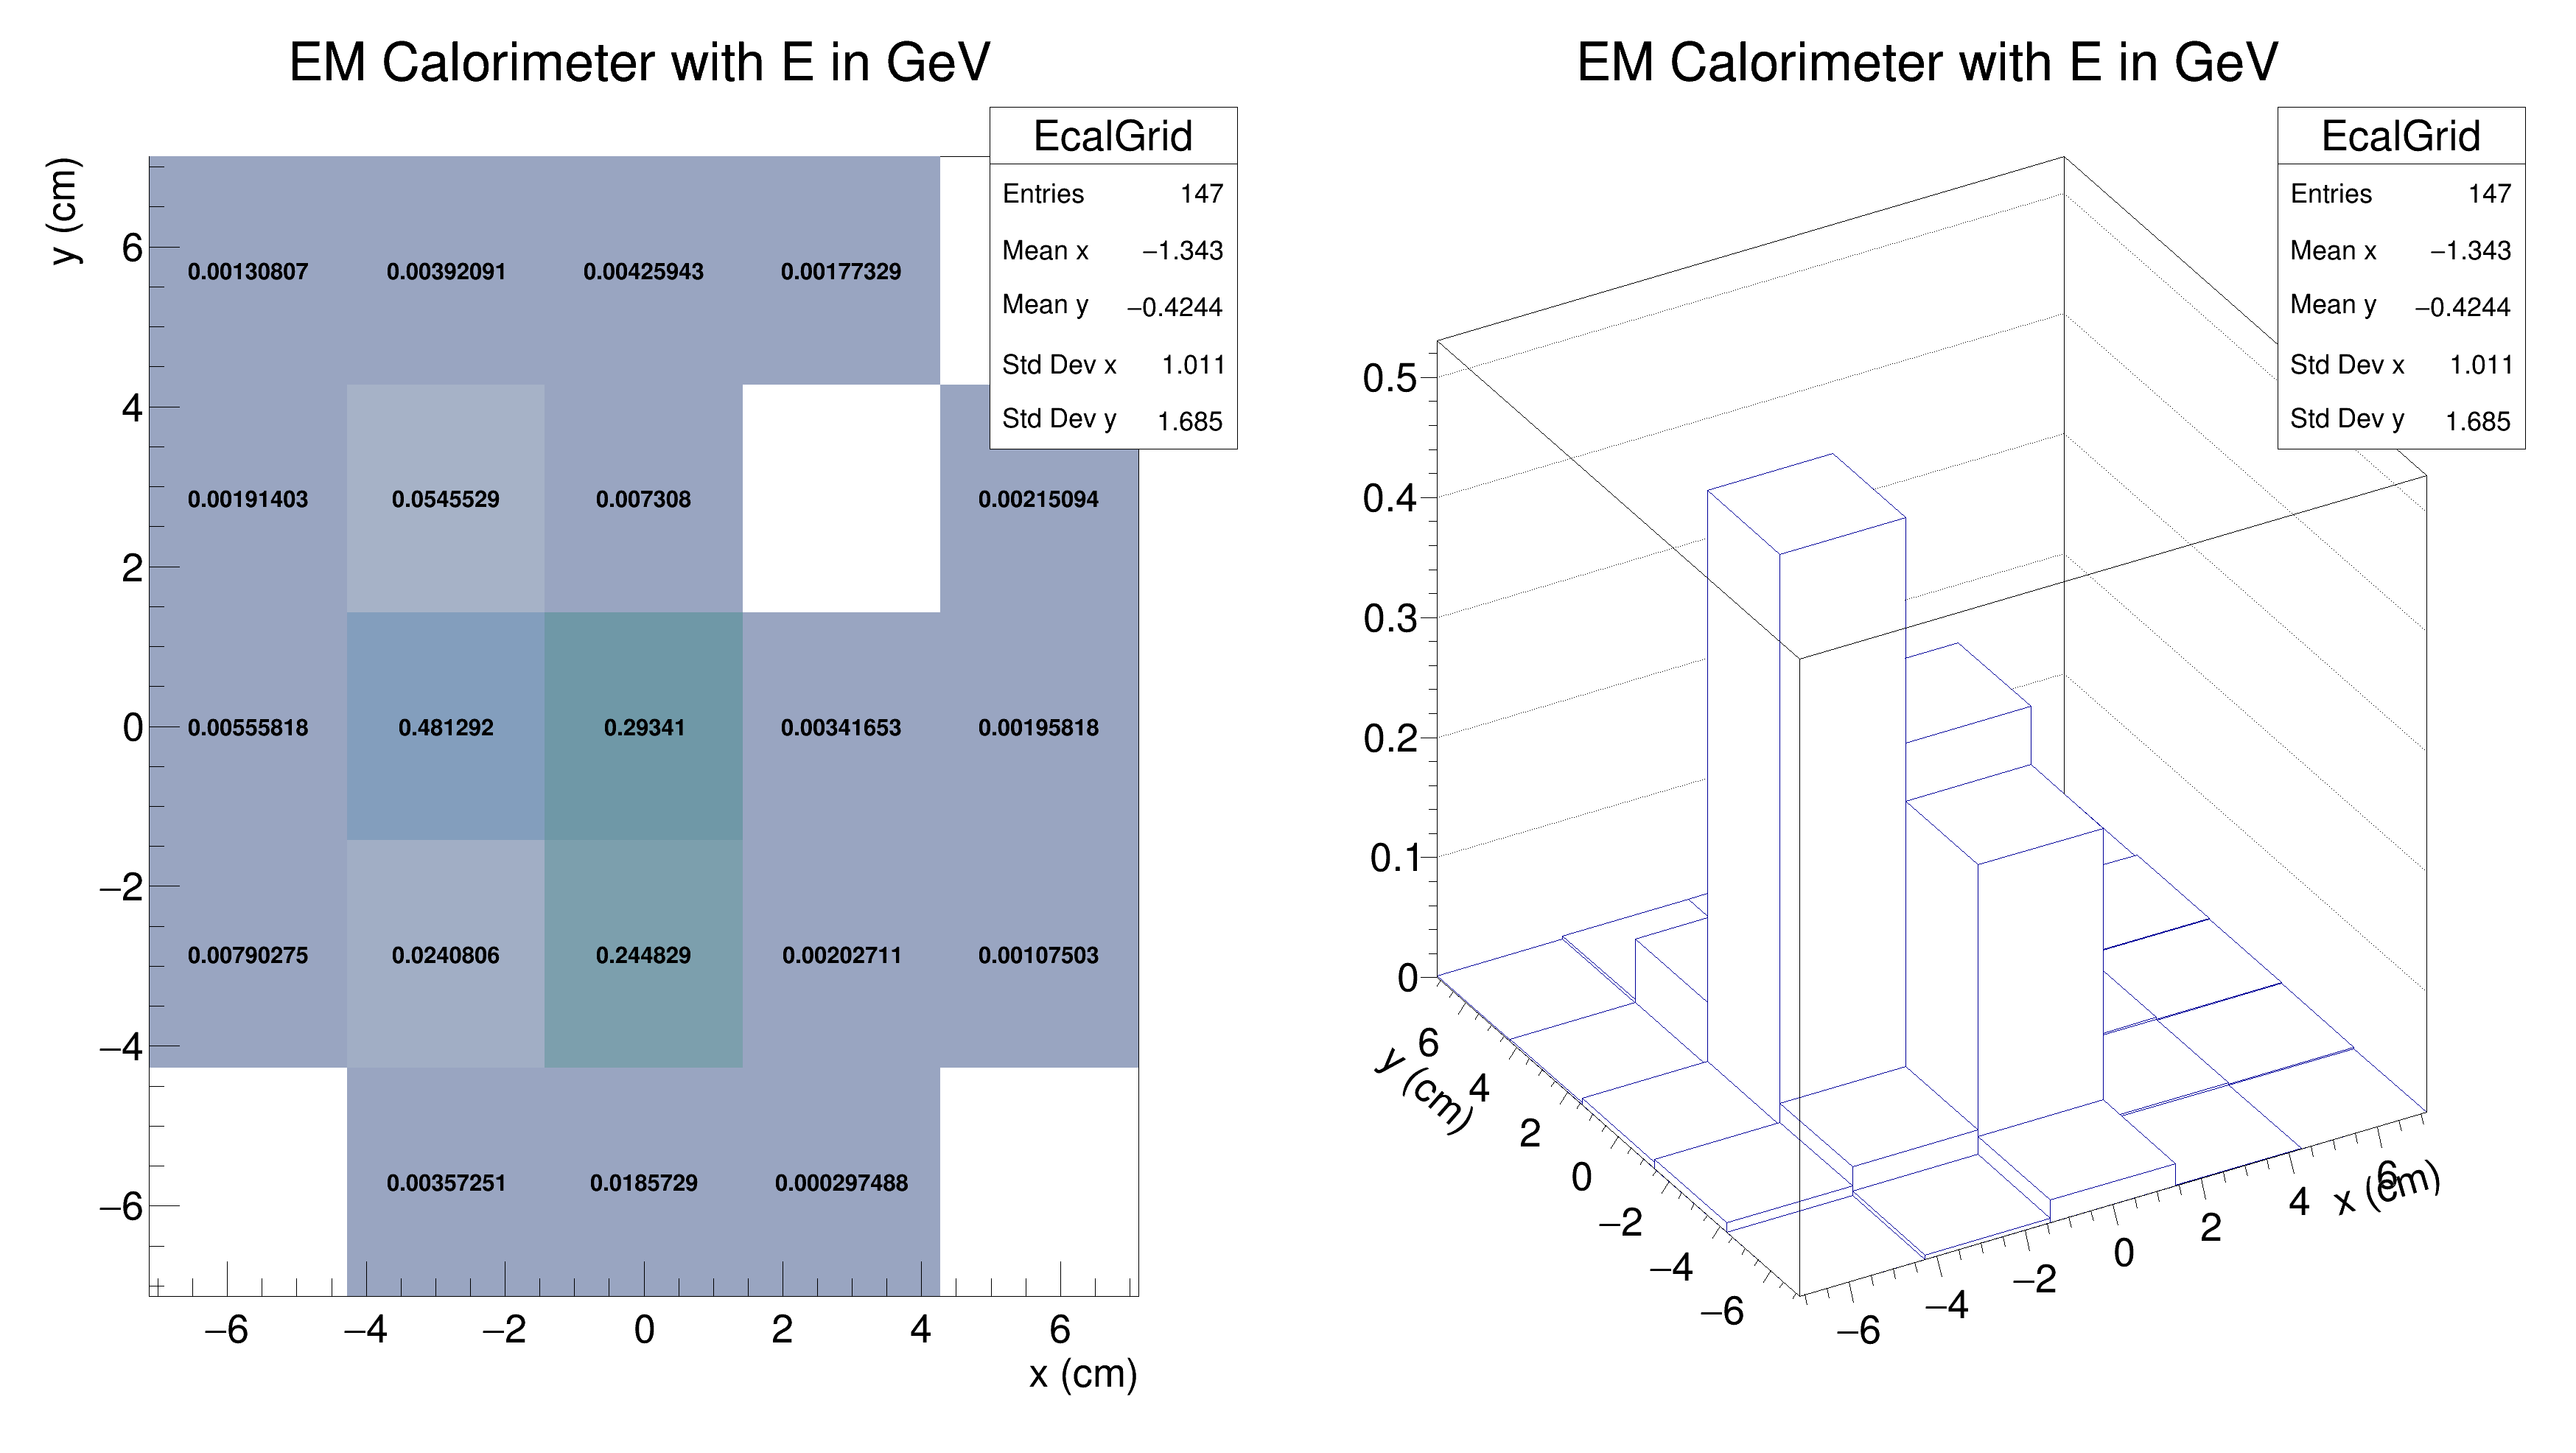 EM Calorimeter with E in GeV
EcalGrid
Entries 147
Mean x −1.343
Mean y −0.4244
Std Dev x 1.011
Std Dev y 1.685
y (cm)
6
4
2
0
−2
−4
−6
0.00130807 0.00392091 0.00425943 0.00177329
0.00191403 0.0545529 0.007308 0.00215094
0.00555818 0.481292 0.29341 0.00341653 0.00195818
0.00790275 0.0240806 0.244829 0.00202711 0.00107503
0.00357251 0.0185729 0.000297488
−6 −4 −2 0 2 4 6
x (cm)
EM Calorimeter with E in GeV
EcalGrid
Entries 147
Mean x −1.343
Mean y −0.4244
Std Dev x 1.011
Std Dev y 1.685
0.5
0.4
0.3
0.2
0.1
0
6
4
2
0
−2
−4
−6
y (cm)
−6 −4 −2 0 2 4 6
x (cm)